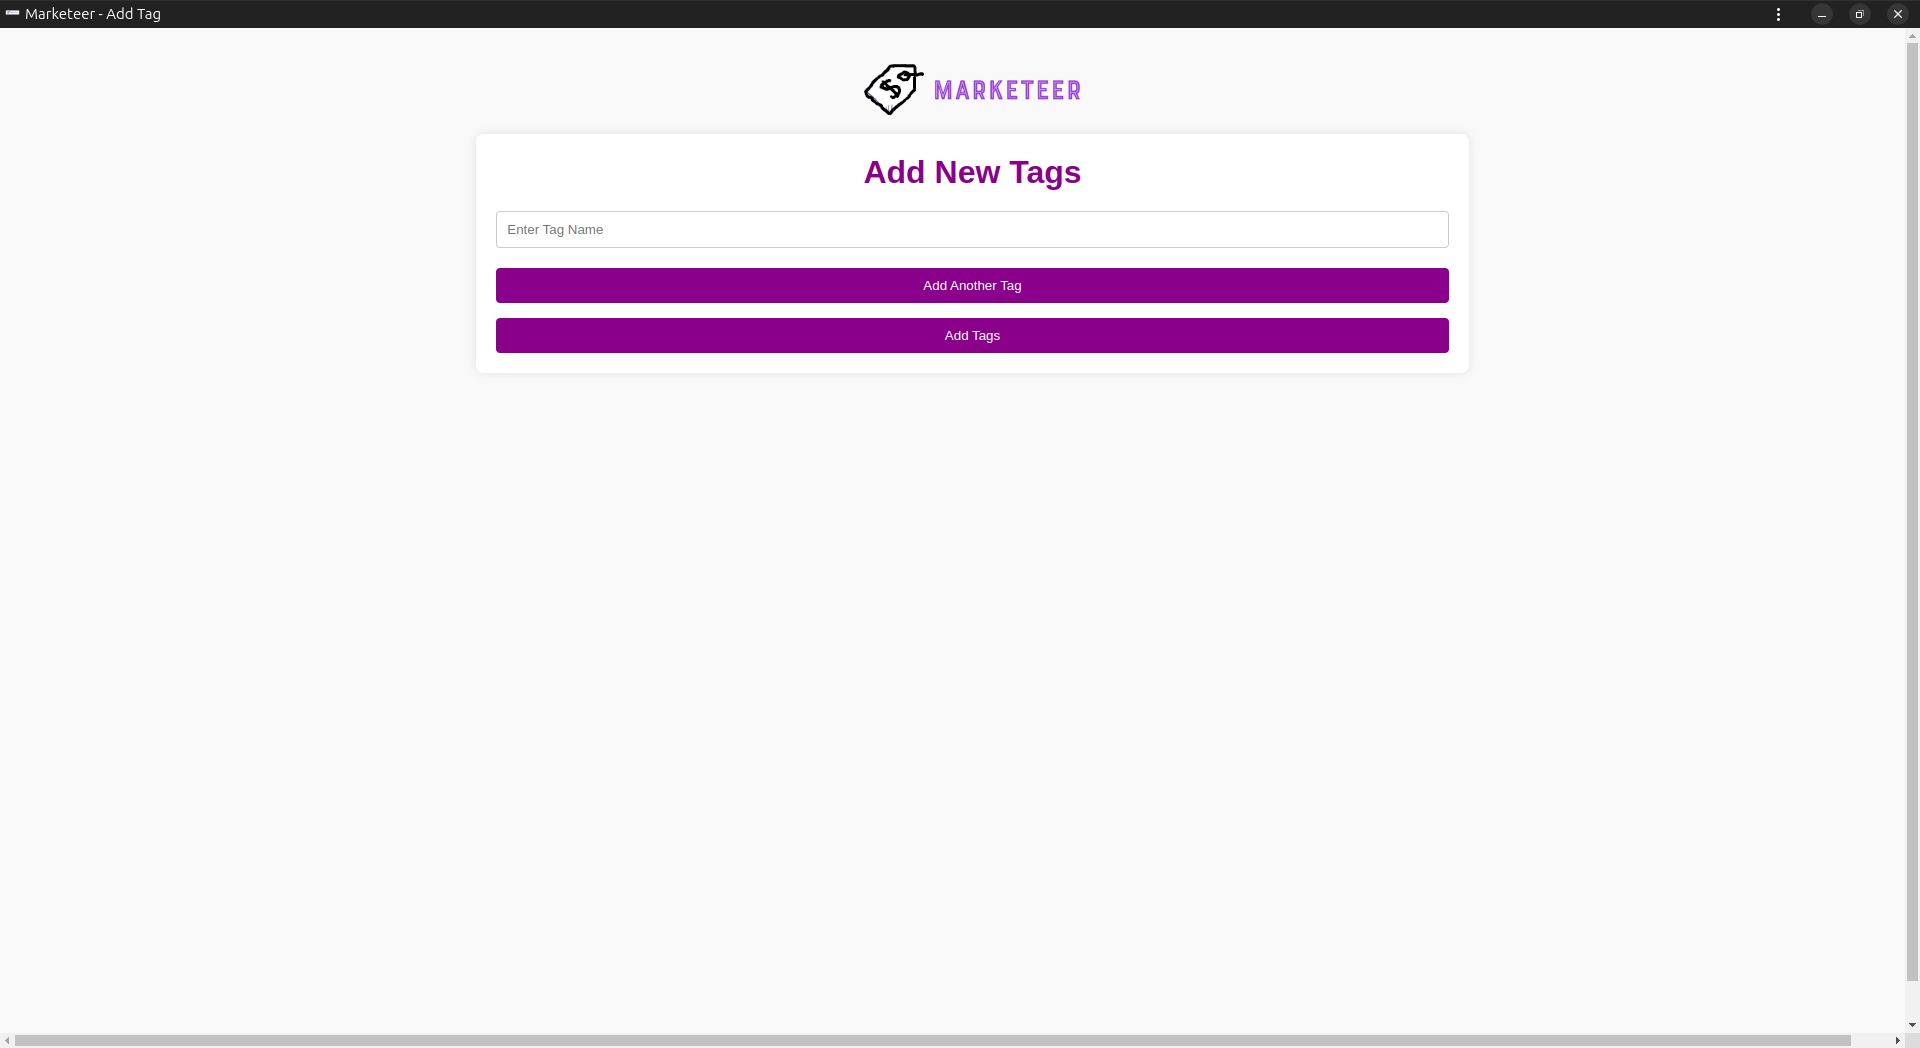 Marketeer - Add Tag
MARKETEER
Add New Tags
Enter Tag Name
Add Another Tag
Add Tags